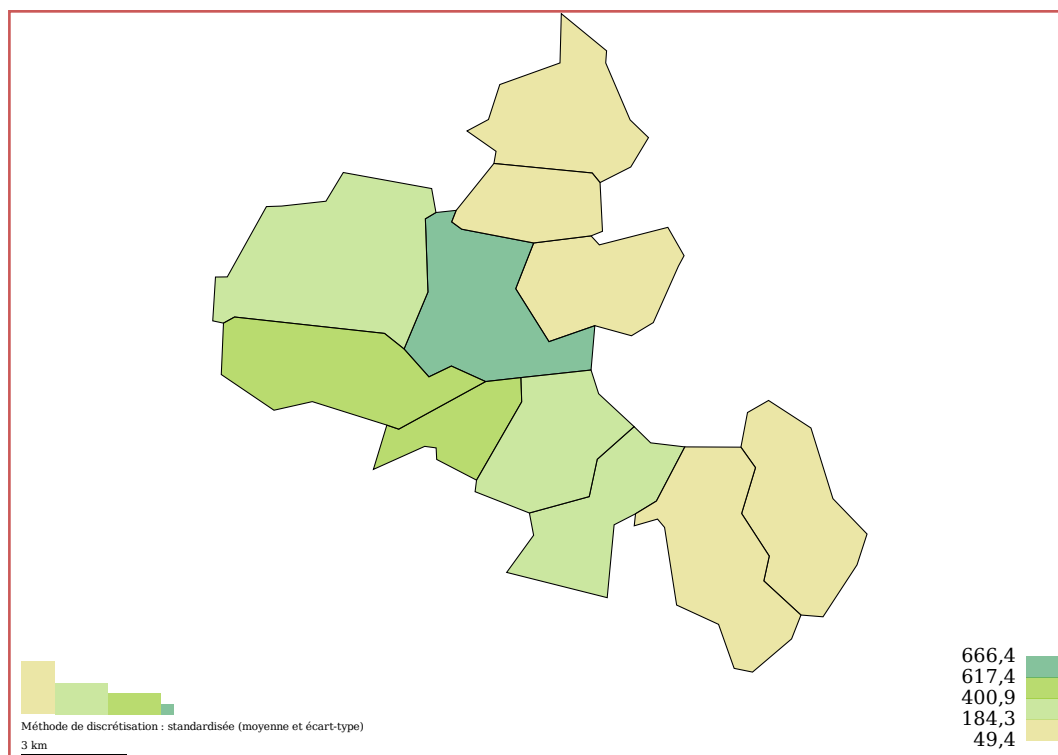 666,4
617,4
400,9
184,3
49,4
Méthode de discrétisation : standardisée (moyenne et écart-type)
3 km